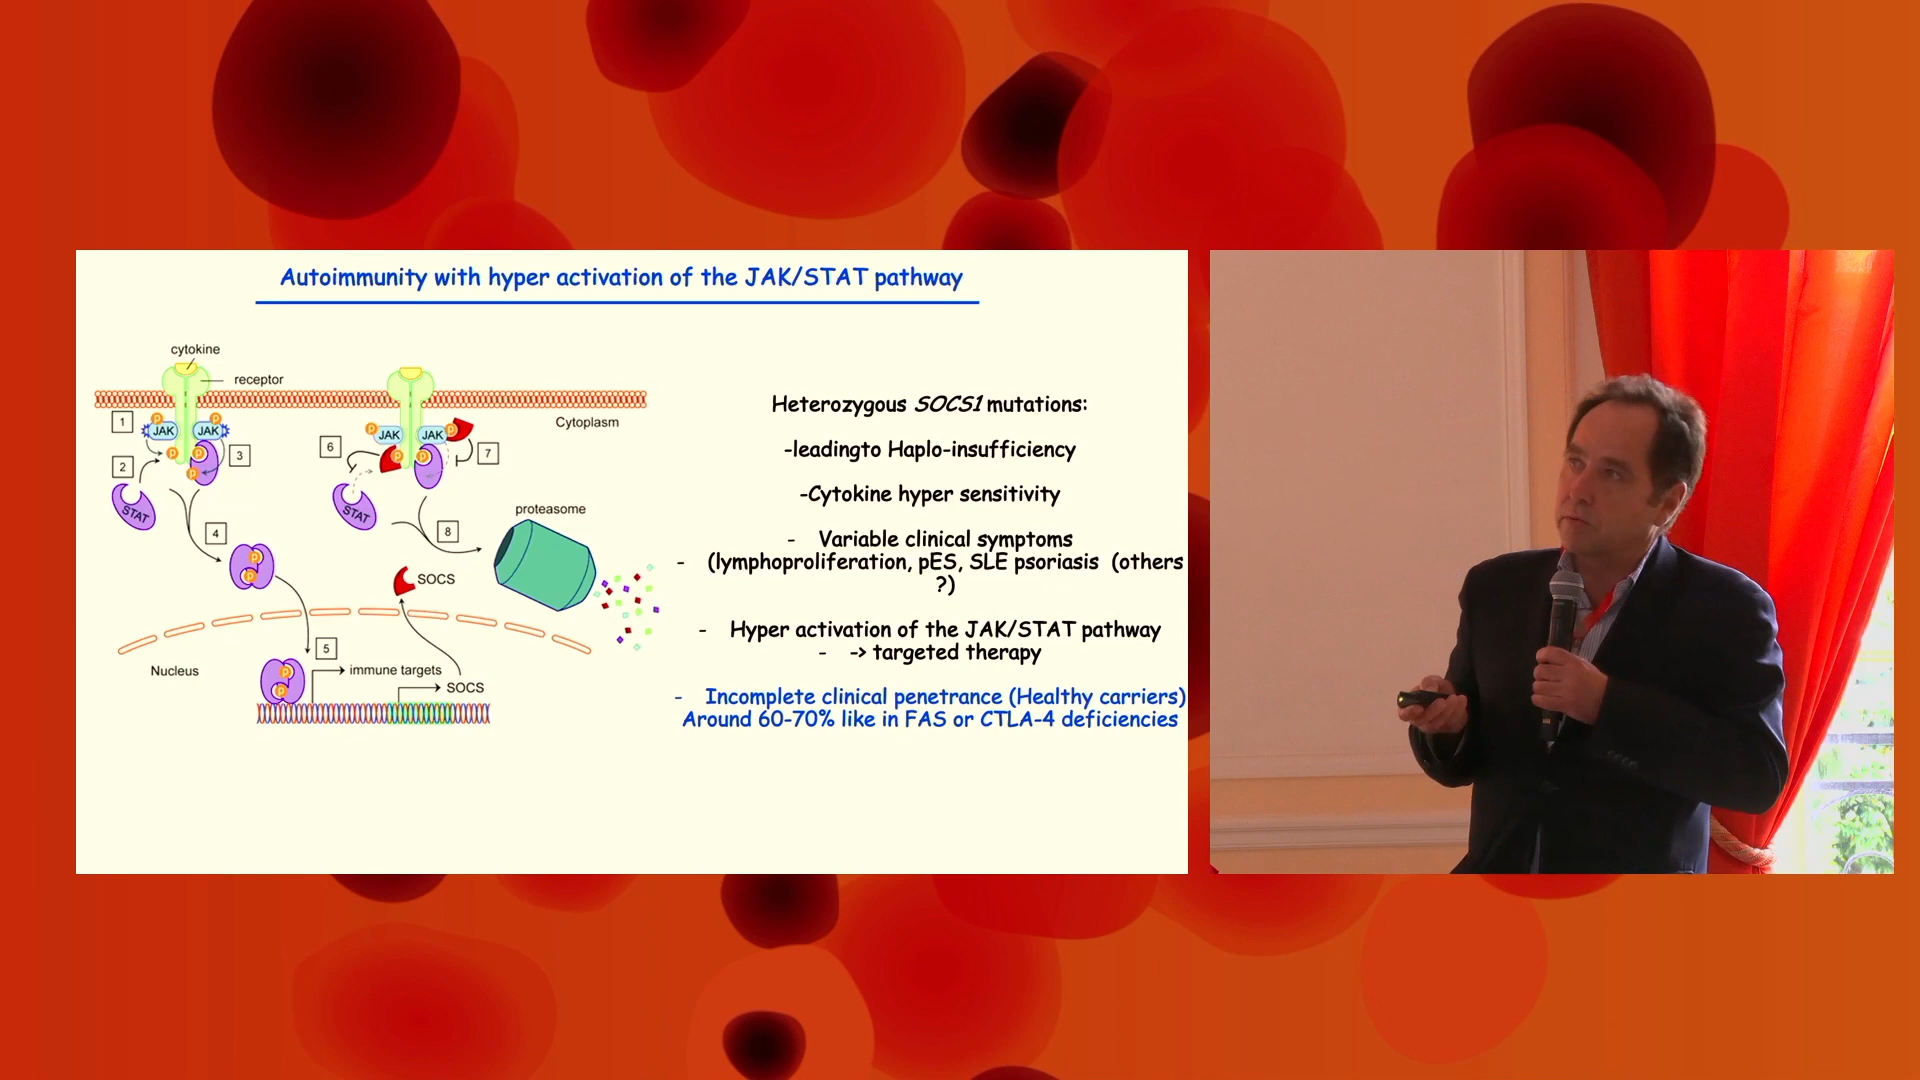 Autoimmunity with hyper activation of the JAK/STAT pathway
cytokine
receptor
Cytoplasm
1
P
P
JAK
JAK
P
P
P
2
3
STAT
4
P
P
5
P
P
Nucleus
immune targets
SOCS
6
P
JAK
JAK
P
P
P
7
STAT
8
SOCS
proteasome
Heterozygous SOCS1 mutations:
-leadingto Haplo-insufficiency
-Cytokine hyper sensitivity
- Variable clinical symptoms
- (lymphoproliferation, pES, SLE psoriasis (others
?)
- Hyper activation of the JAK/STAT pathway
- -> targeted therapy
- Incomplete clinical penetrance (Healthy carriers)
Around 60-70% like in FAS or CTLA-4 deficiencies